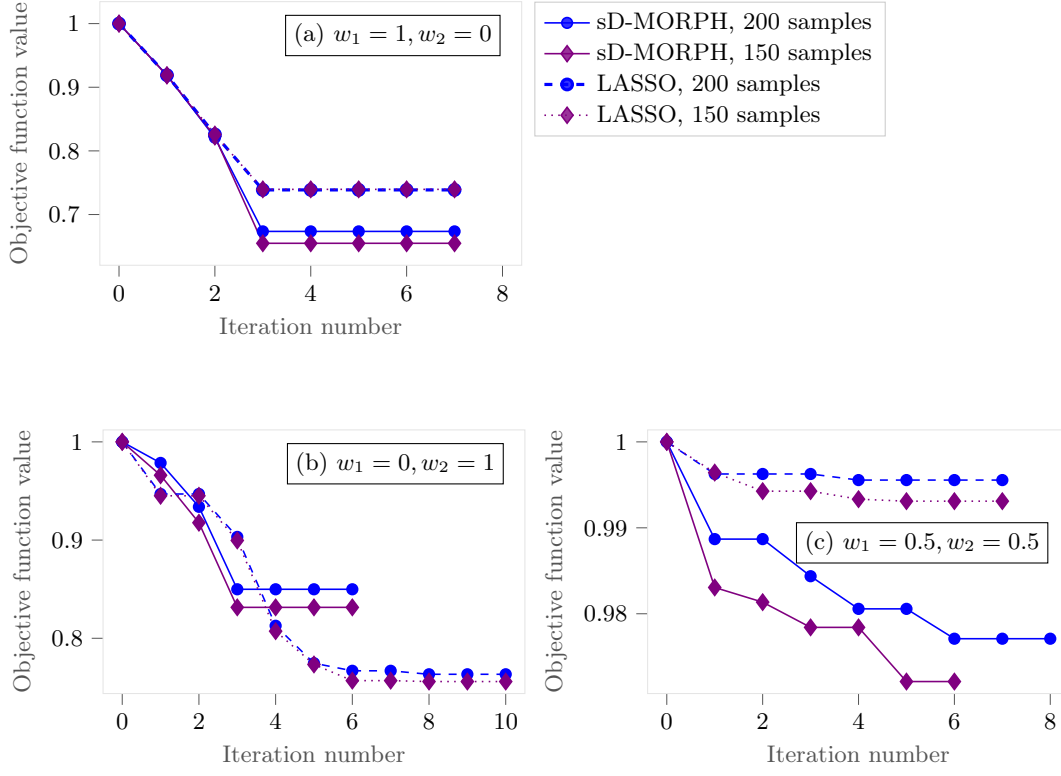 1
0.9
0.8
0.7
Objective function value
(a) w₁ = 1, w₂ = 0
0 2 4 6 8
Iteration number
sD-MORPH, 200 samples
sD-MORPH, 150 samples
LASSO, 200 samples
LASSO, 150 samples
1
0.9
0.8
Objective function value
(b) w₁ = 0, w₂ = 1
0 2 4 6 8 10
Iteration number
1
0.99
0.98
Objective function value
(c) w₁ = 0.5, w₂ = 0.5
0 2 4 6 8
Iteration number